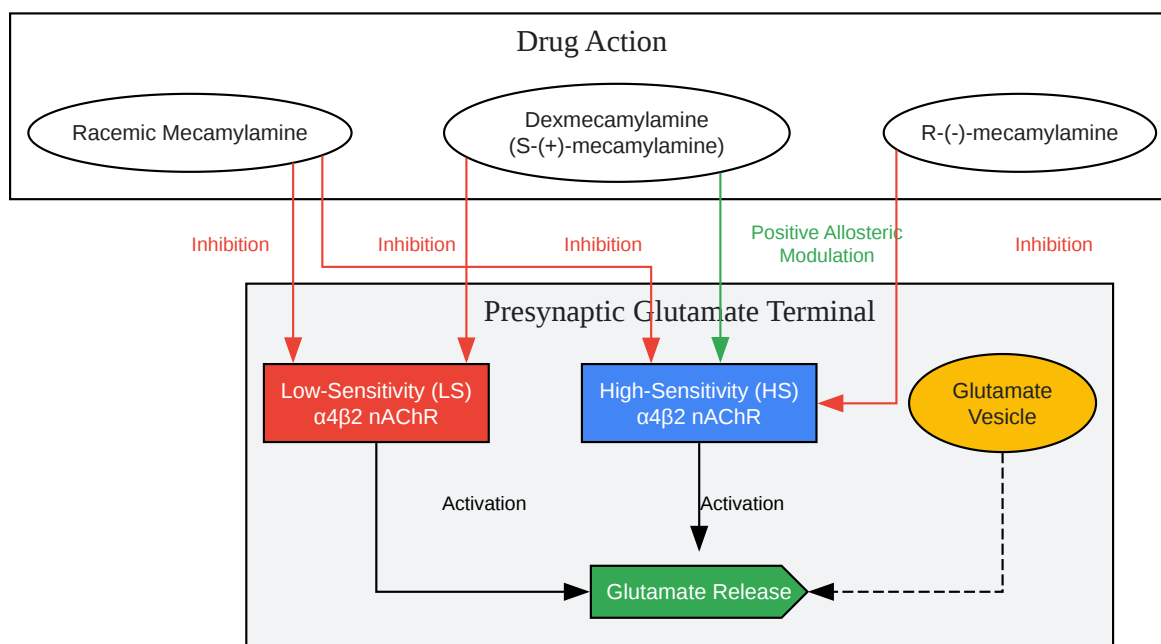 Drug Action
Racemic Mecamylamine
Dexmecamylamine
(S-(+)-mecamylamine)
R-(-)-mecamylamine
Inhibition
Inhibition
Inhibition
Positive Allosteric
Modulation
Inhibition
Presynaptic Glutamate Terminal
Low-Sensitivity (LS)
α4β2 nAChR
High-Sensitivity (HS)
α4β2 nAChR
Glutamate
Vesicle
Activation
Activation
Glutamate Release